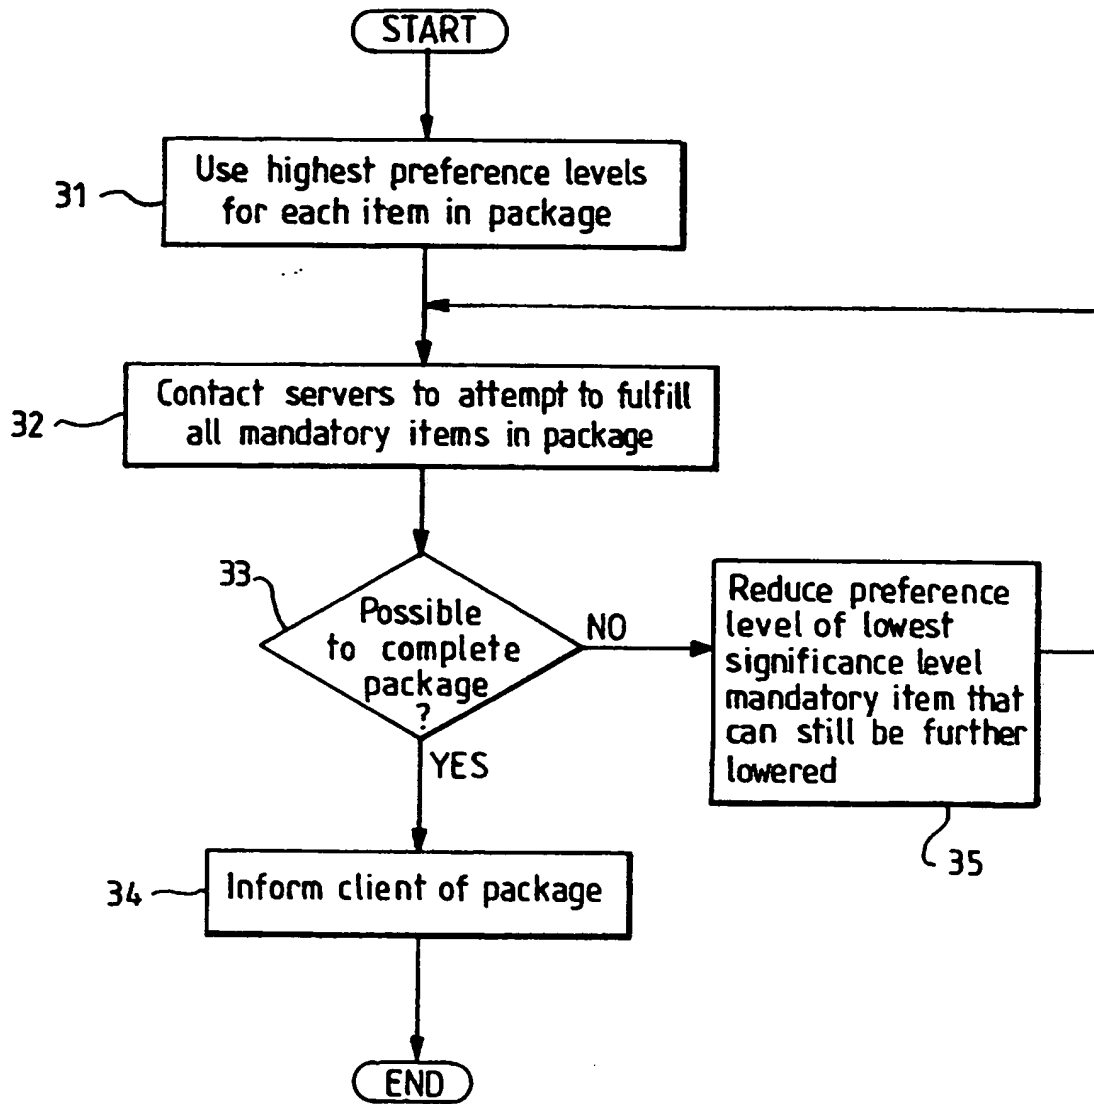 START
31
Use highest preference levels
for each item in package
32
Contact servers to attempt to fulfill
all mandatory items in package
33
Possible
to complete
package
?
NO
YES
Reduce preference
level of lowest
significance level
mandatory item that
can still be further
lowered
35
34
Inform client of package
END